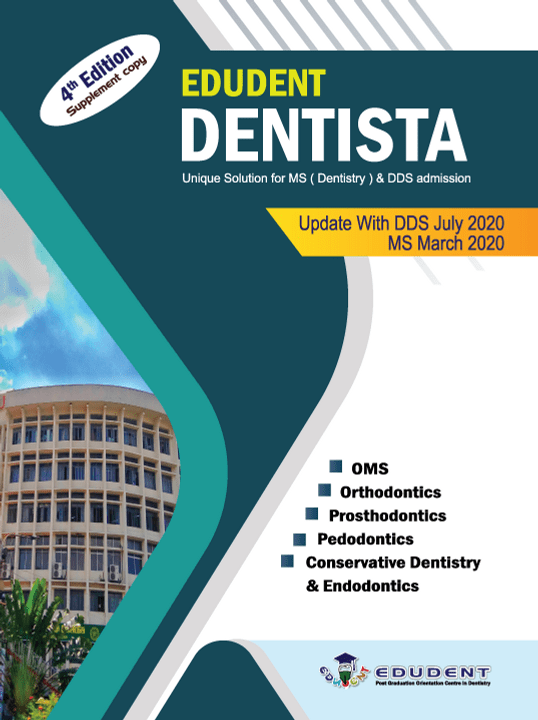 4th Edition
Supplement copy
EDUDENT
DENTISTA
Unique Solution for MS ( Dentistry ) & DDS admission
Update With DDS July 2020
MS March 2020
OMS
Orthodontics
Prosthodontics
Pedodontics
Conservative Dentistry
& Endodontics
EDUDENT
EDUDENT
Post Graduation Orientation Centre in Dentistry